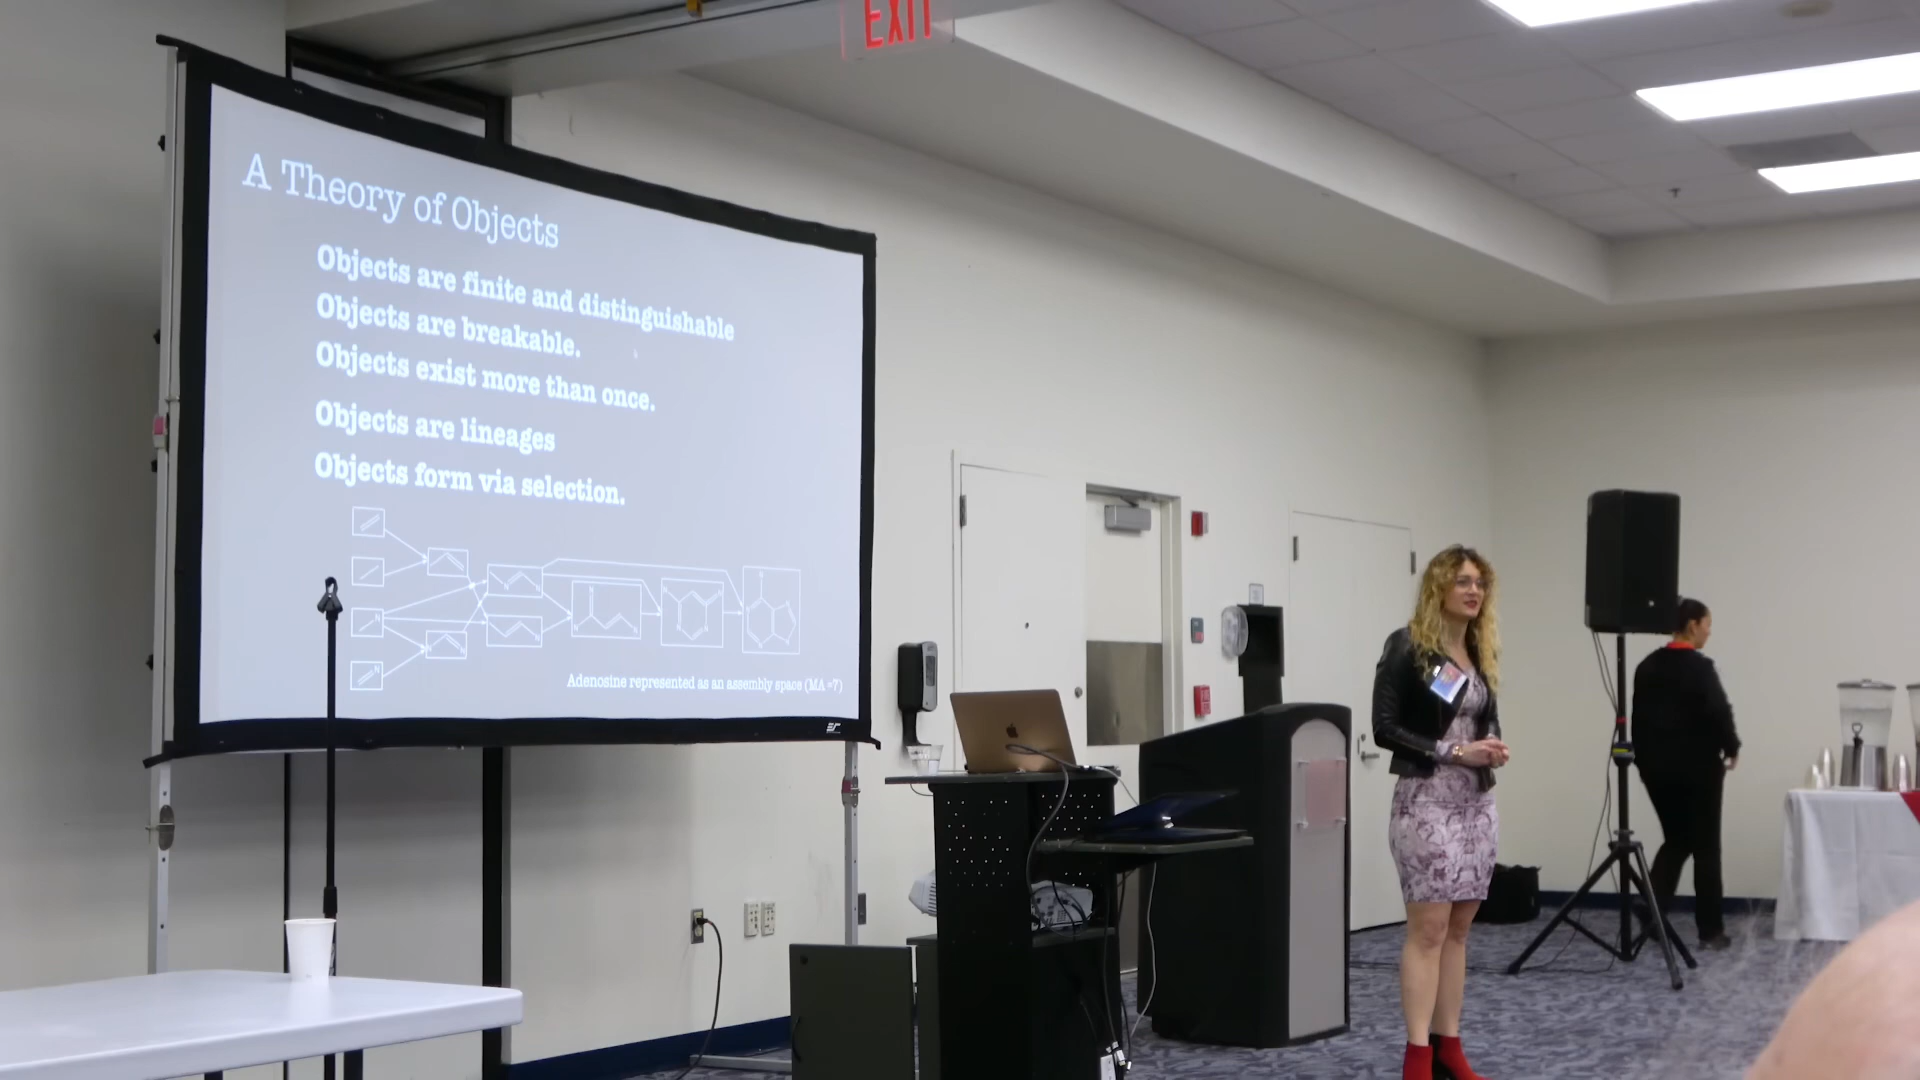 EXIT
A Theory of Objects
Objects are finite and distinguishable
Objects are breakable.
Objects exist more than once.
Objects are lineages
Objects form via selection.
Adenosine represented as an assembly space (MA =7)